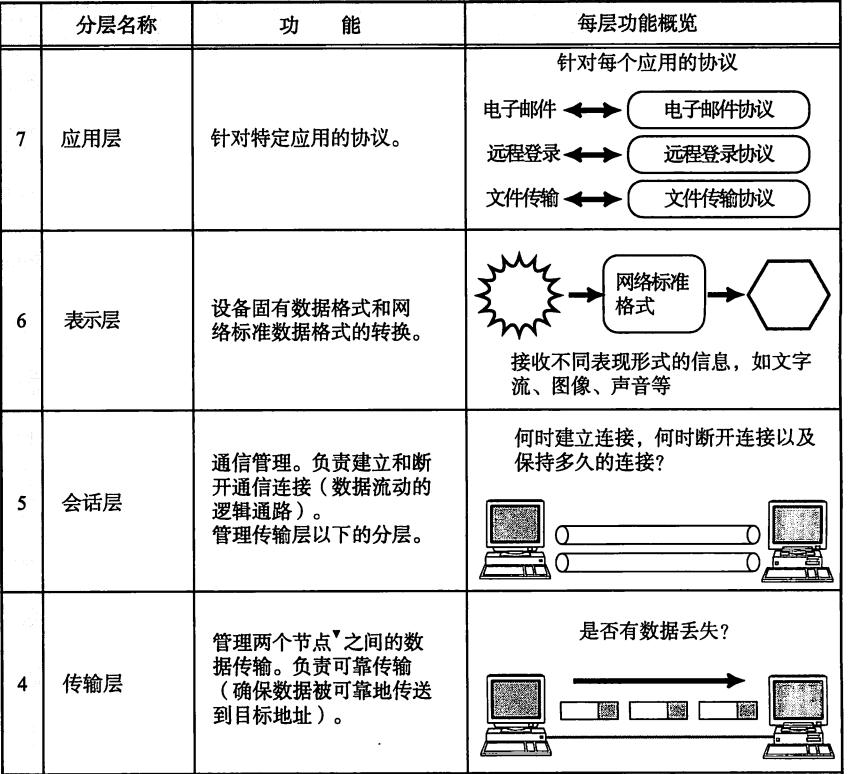 分层名称 功 能 每层功能概览
针对每个应用的协议
电子邮件 电子邮件协议
7 应用层 针对特定应用的协议。
远程登录 远程登录协议
文件传输 文件传输协议
6 表示层
设备固有数据格式和网
络标准数据格式的转换。
网络标准
格式
接收不同表现形式的信息，如文字
流、图像、声音等
5 会话层
通信管理。负责建立和断
开通信连接（数据流动的
逻辑通路）。
管理传输层以下的分层。
何时建立连接，何时断开连接以及
保持多久的连接？
4 传输层
管理两个节点▼之间的数
据传输。负责可靠传输
（确保数据被可靠地传送
到目标地址）。
是否有数据丢失？